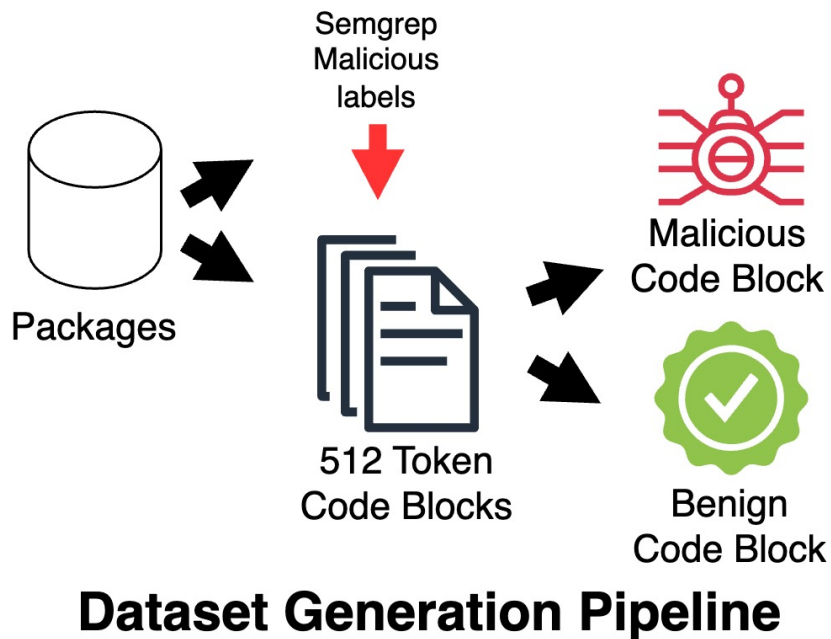 Semgrep
Malicious
labels
Packages
512 Token
Code Blocks
Malicious
Code Block
Benign
Code Block
Dataset Generation Pipeline